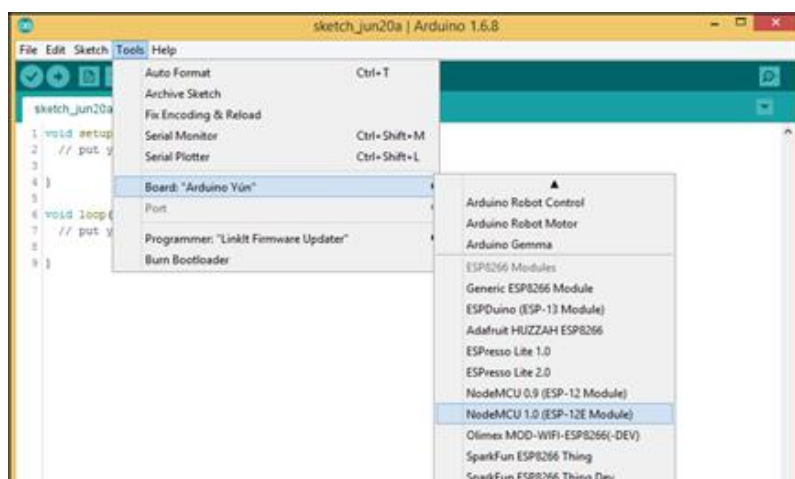 sketch_jun20a | Arduino 1.6.8
File Edit Sketch Tools Help
sketch_jun20a
Auto Format Ctrl+T
Archive Sketch
Fix Encoding & Reload
Serial Monitor Ctrl+Shift+M
Serial Plotter Ctrl+Shift+L
Board: "Arduino Yún"
Port
Programmer: "LinkIt Firmware Updater"
Burn Bootloader
1 void setup
2 // put y
3
4 }
5
6 void loop(
7 // put y
8
9 }
Arduino Robot Control
Arduino Robot Motor
Arduino Gemma
ESP8266 Modules
Generic ESP8266 Module
ESPDuino (ESP-13 Module)
Adafruit HUZZAH ESP8266
ESPresso Lite 1.0
ESPresso Lite 2.0
NodeMCU 0.9 (ESP-12 Module)
NodeMCU 1.0 (ESP-12E Module)
Olimex MOD-WIFI-ESP8266(-DEV)
SparkFun ESP8266 Thing
SparkFun ESP8266 Thing Dev